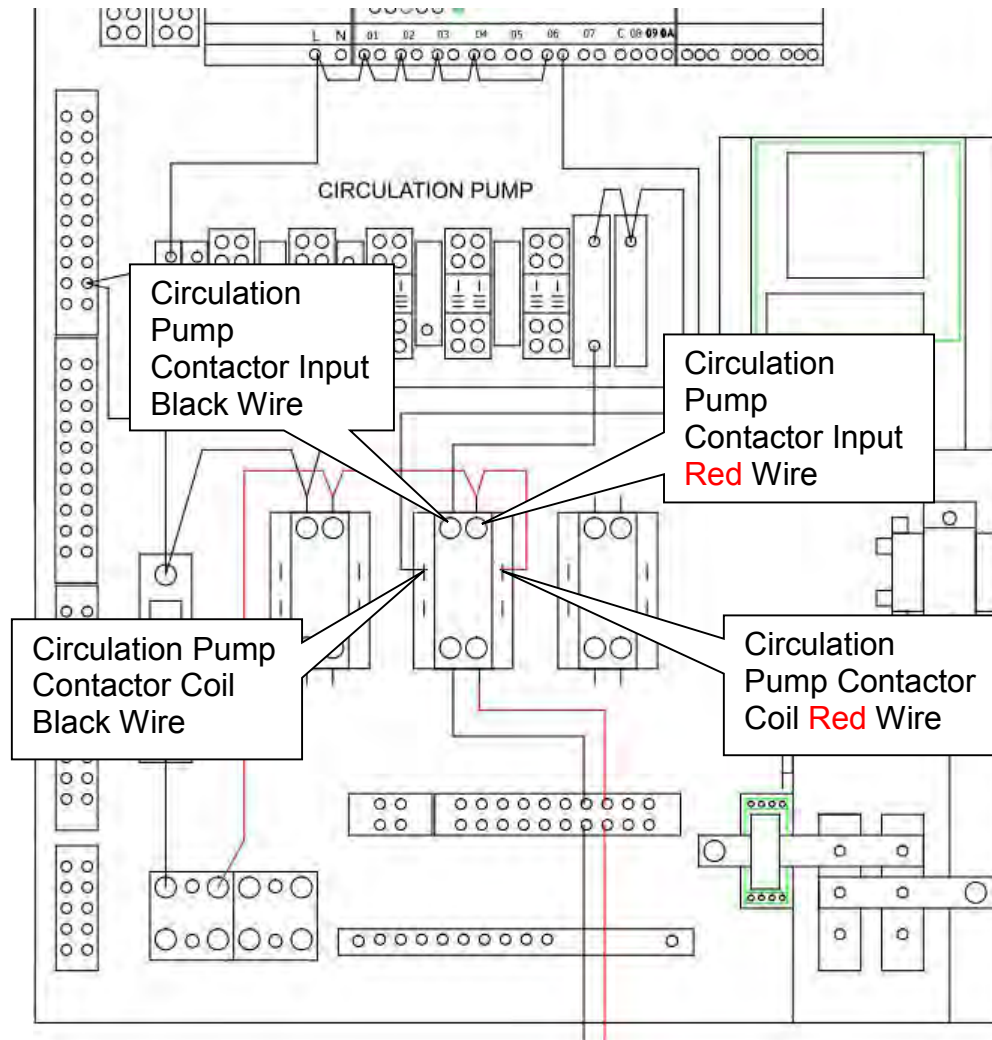 L N 01 02 03 04 05 06 07 C 08 09 0A
CIRCULATION PUMP
Circulation
Pump
Contactor Input
Black Wire
Circulation
Pump
Contactor Input
Red Wire
Circulation Pump
Contactor Coil
Black Wire
Circulation
Pump Contactor
Coil Red Wire